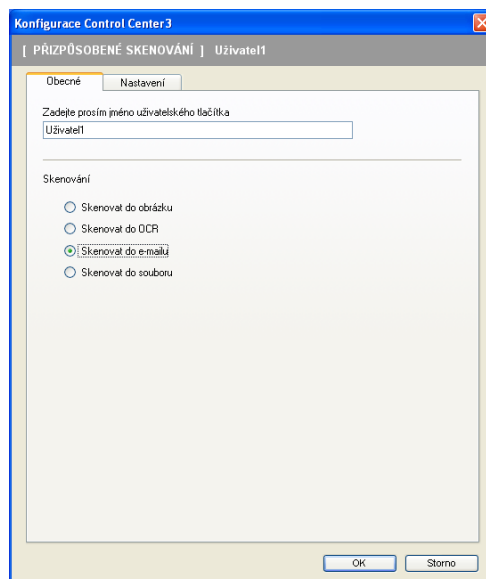 Konfigurace Control Center3
[ PŘIZPŮSOBENÉ SKENOVÁNÍ ] Uživatel1
Obecné Nastavení
Zadejte prosím jméno uživatelského tlačítka
Uživatel1
Skenování
Skenovat do obrázku
Skenovat do OCR
Skenovat do e-mailu
Skenovat do souboru
OK Storno